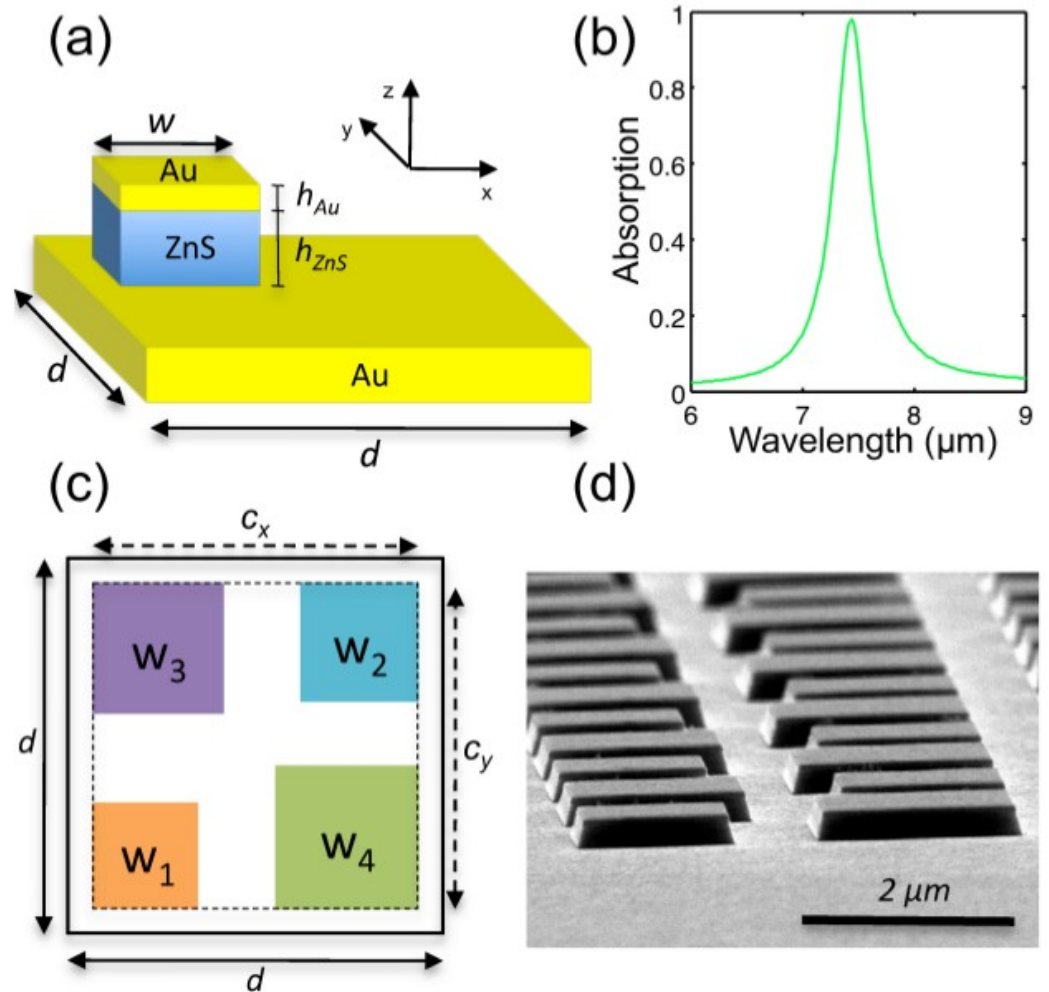 (a)
w
Au
h_Au
ZnS
h_ZnS
z
y
x
d
Au
d
(b)
1
0.8
0.6
0.4
0.2
0
6
7
8
9
Absorption
Wavelength (μm)
(c)
c_x
w_3
w_2
d
c_y
w_1
w_4
d
(d)
2 μm